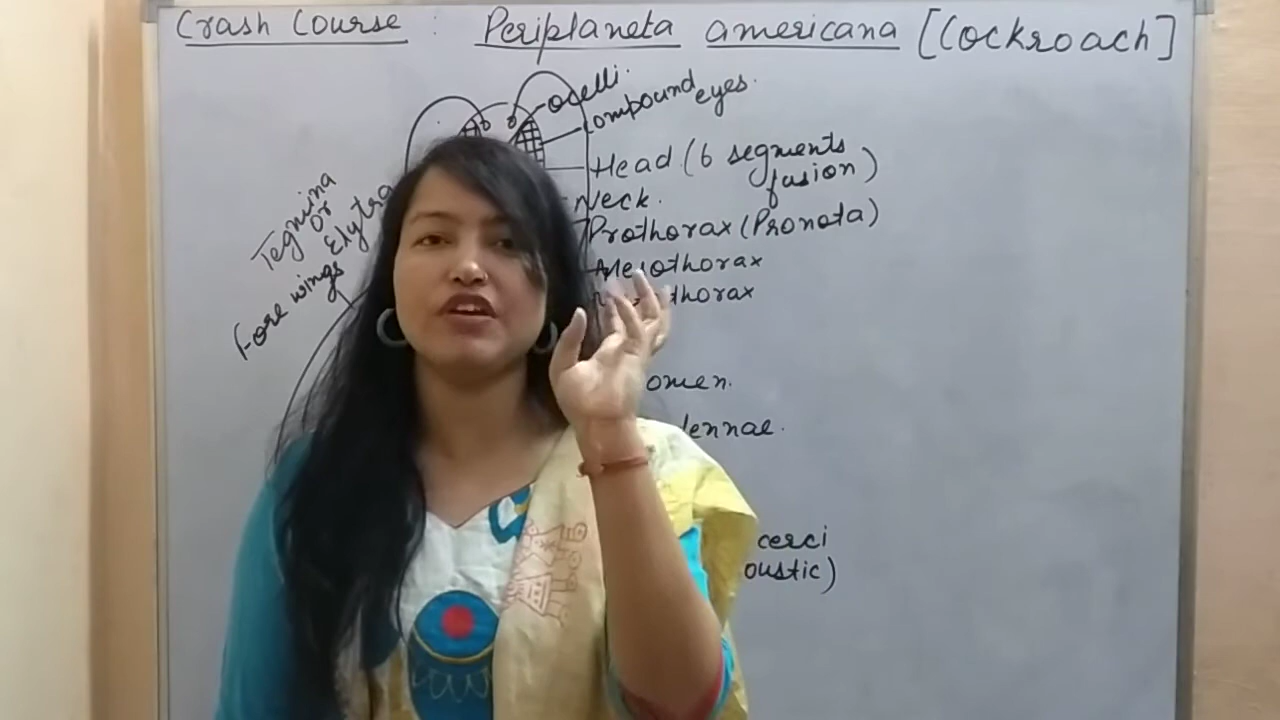 Crash Course : Periplaneta americana [Cockroach]
ocelli.
compound eyes.
Head (6 segments
fusion)
Neck.
Prothorax (Pronota)
Mesothorax
thorax
Tegmina
or
Elytra
Fore wings
omen.
tennae.
cerci
oustic)